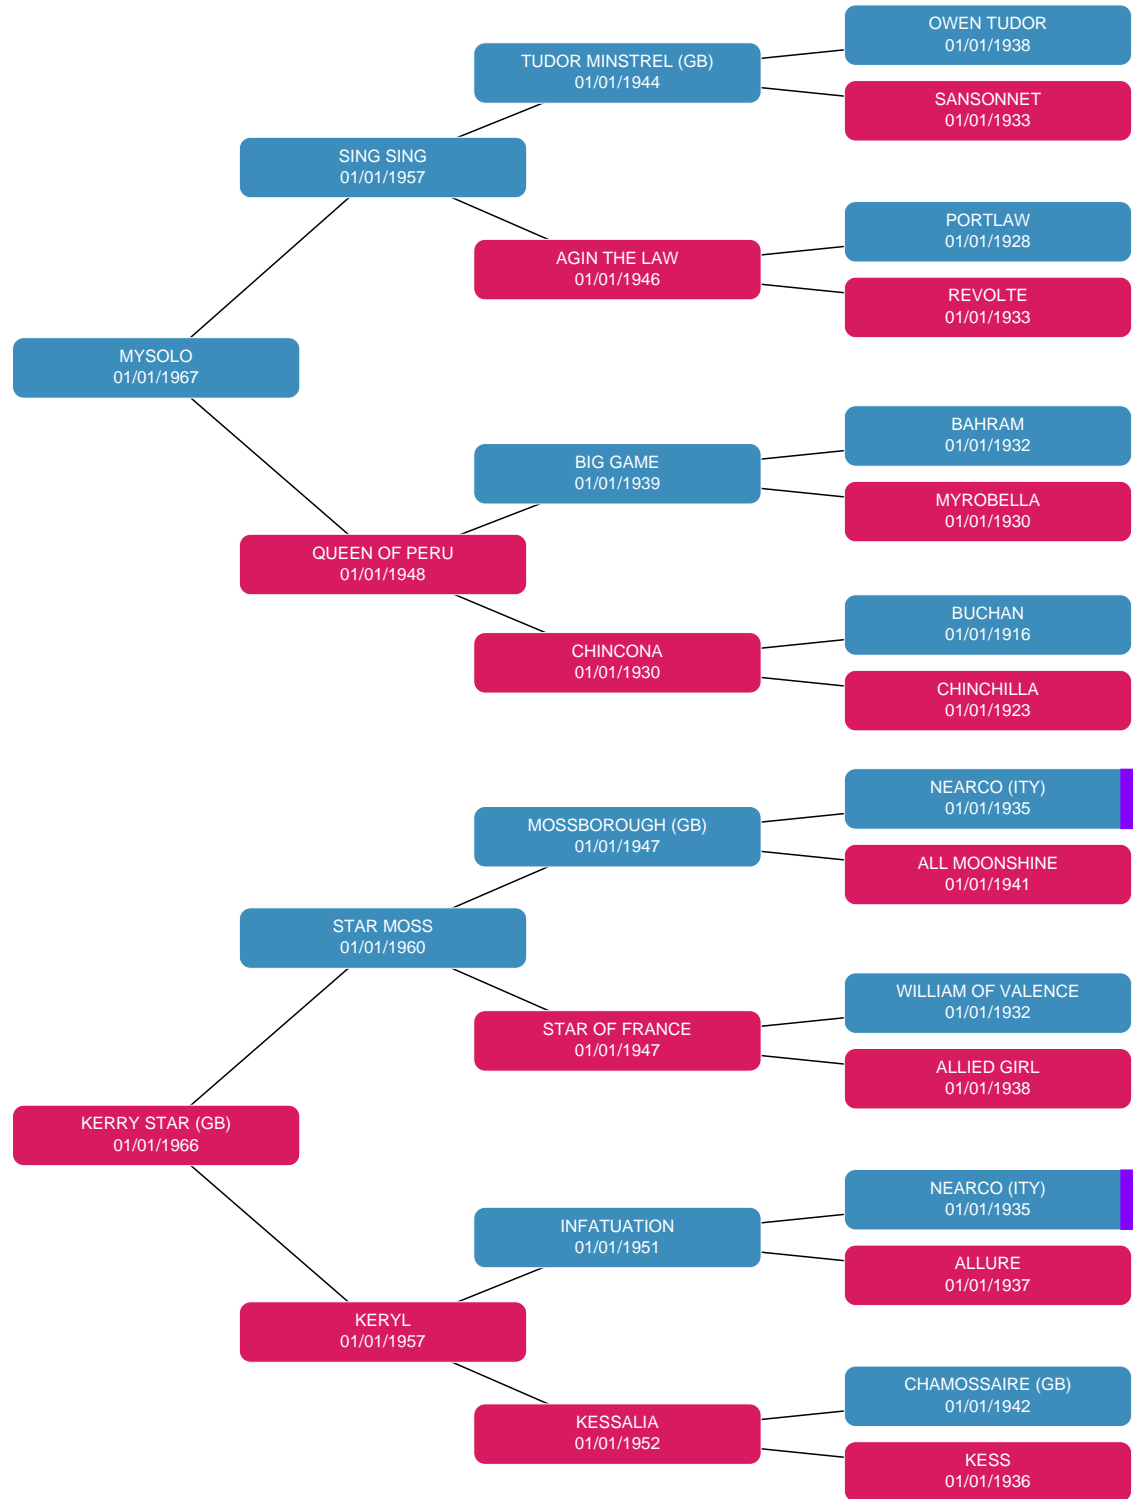 OWEN TUDOR
01/01/1938
TUDOR MINSTREL (GB)
01/01/1944
SANSONNET
01/01/1933
SING SING
01/01/1957
PORTLAW
01/01/1928
AGIN THE LAW
01/01/1946
REVOLTE
01/01/1933
MYSOLO
01/01/1967
BAHRAM
01/01/1932
BIG GAME
01/01/1939
MYROBELLA
01/01/1930
QUEEN OF PERU
01/01/1948
BUCHAN
01/01/1916
CHINCONA
01/01/1930
CHINCHILLA
01/01/1923
NEARCO (ITY)
01/01/1935
MOSSBOROUGH (GB)
01/01/1947
ALL MOONSHINE
01/01/1941
STAR MOSS
01/01/1960
WILLIAM OF VALENCE
01/01/1932
STAR OF FRANCE
01/01/1947
ALLIED GIRL
01/01/1938
KERRY STAR (GB)
01/01/1966
NEARCO (ITY)
01/01/1935
INFATUATION
01/01/1951
ALLURE
01/01/1937
KERYL
01/01/1957
CHAMOSSAIRE (GB)
01/01/1942
KESSALIA
01/01/1952
KESS
01/01/1936